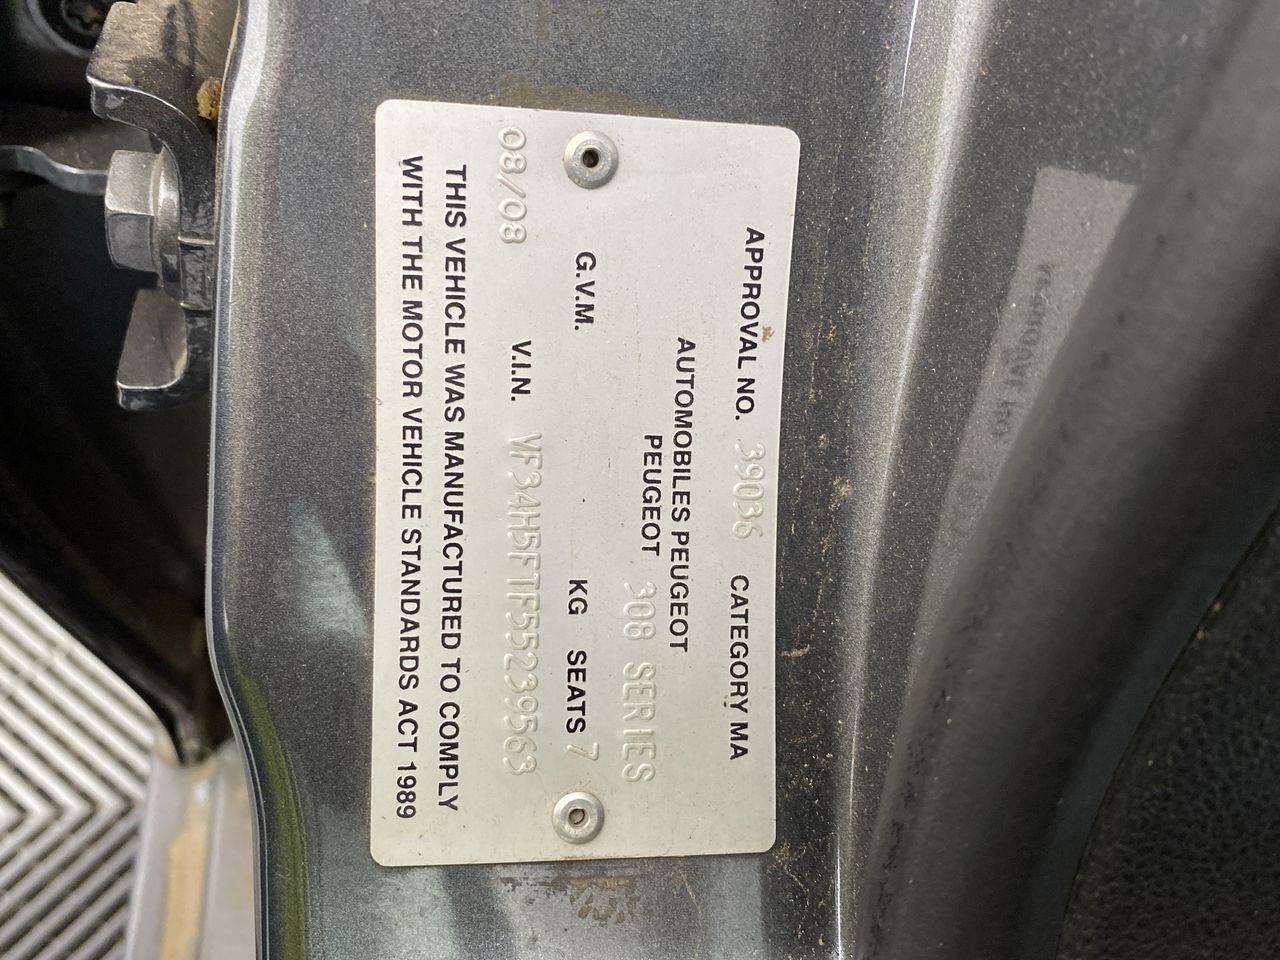 APPROVAL NO. 39036 CATEGORY MA
AUTOMOBILES PEUGEOT
PEUGEOT 308 SERIES
G.V.M. KG SEATS 7
08/08 V.I.N. VF34H5FTF55239563
THIS VEHICLE WAS MANUFACTURED TO COMPLY
WITH THE MOTOR VEHICLE STANDARDS ACT 1989